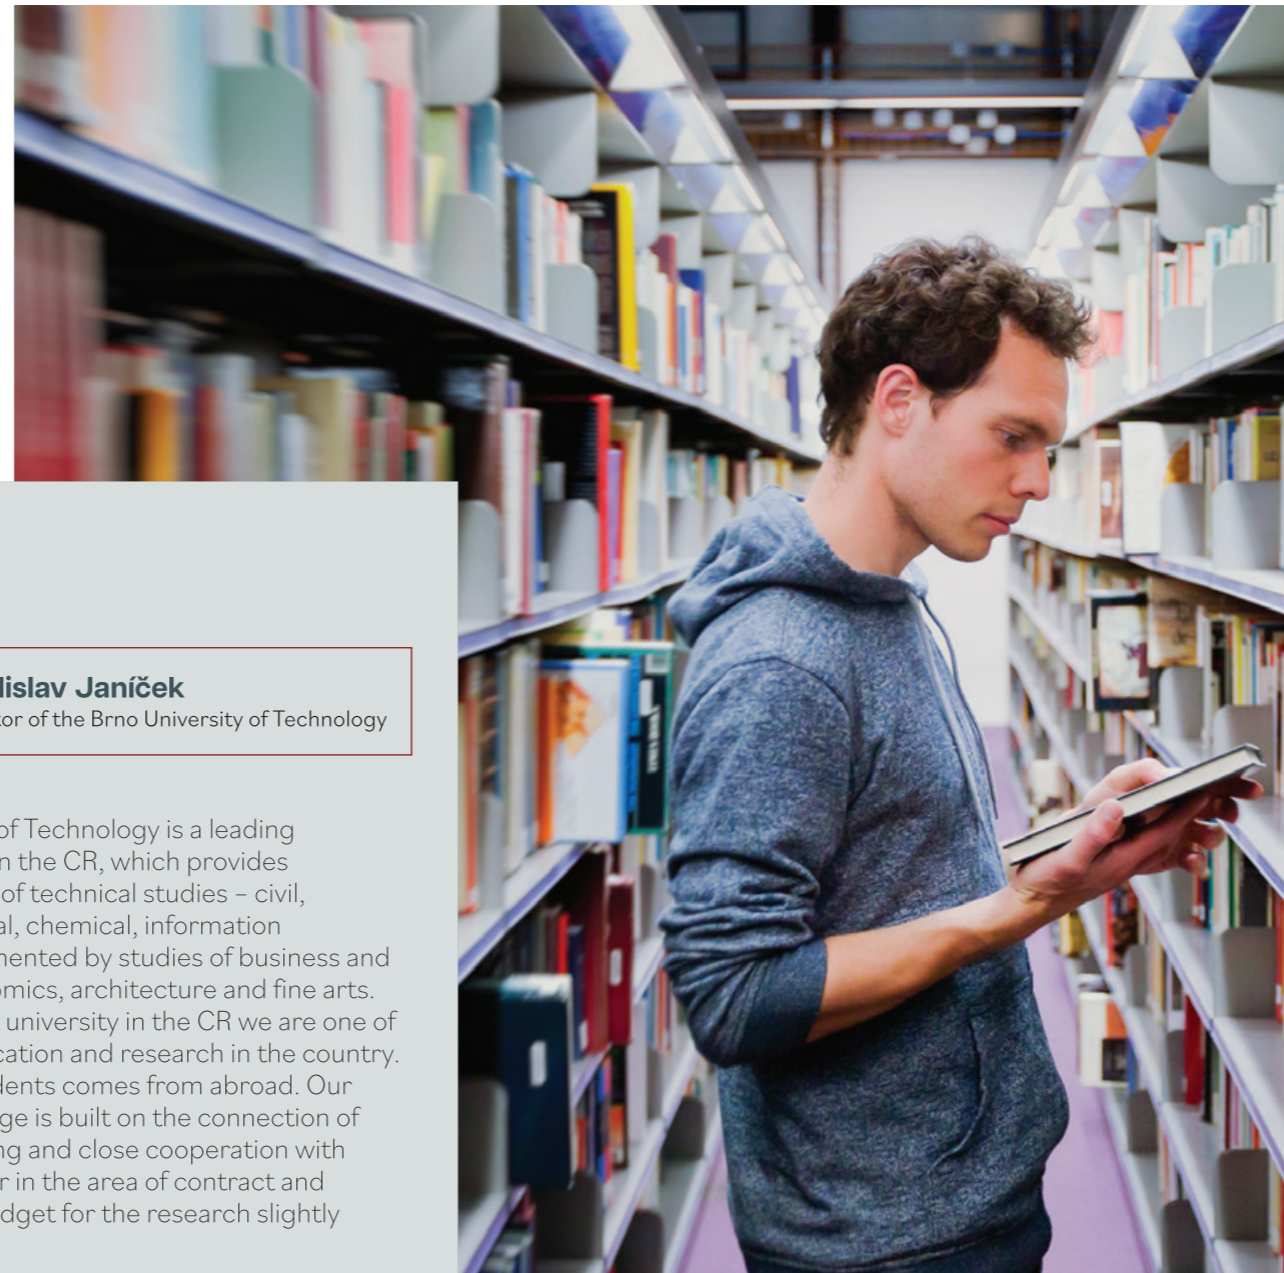 lislav Janíček
tor of the Brno University of Technology
of Technology is a leading
n the CR, which provides
of technical studies – civil,
al, chemical, information
nented by studies of business and
omics, architecture and fine arts.
university in the CR we are one of
cation and research in the country.
dents comes from abroad. Our
ge is built on the connection of
ng and close cooperation with
r in the area of contract and
dget for the research slightly